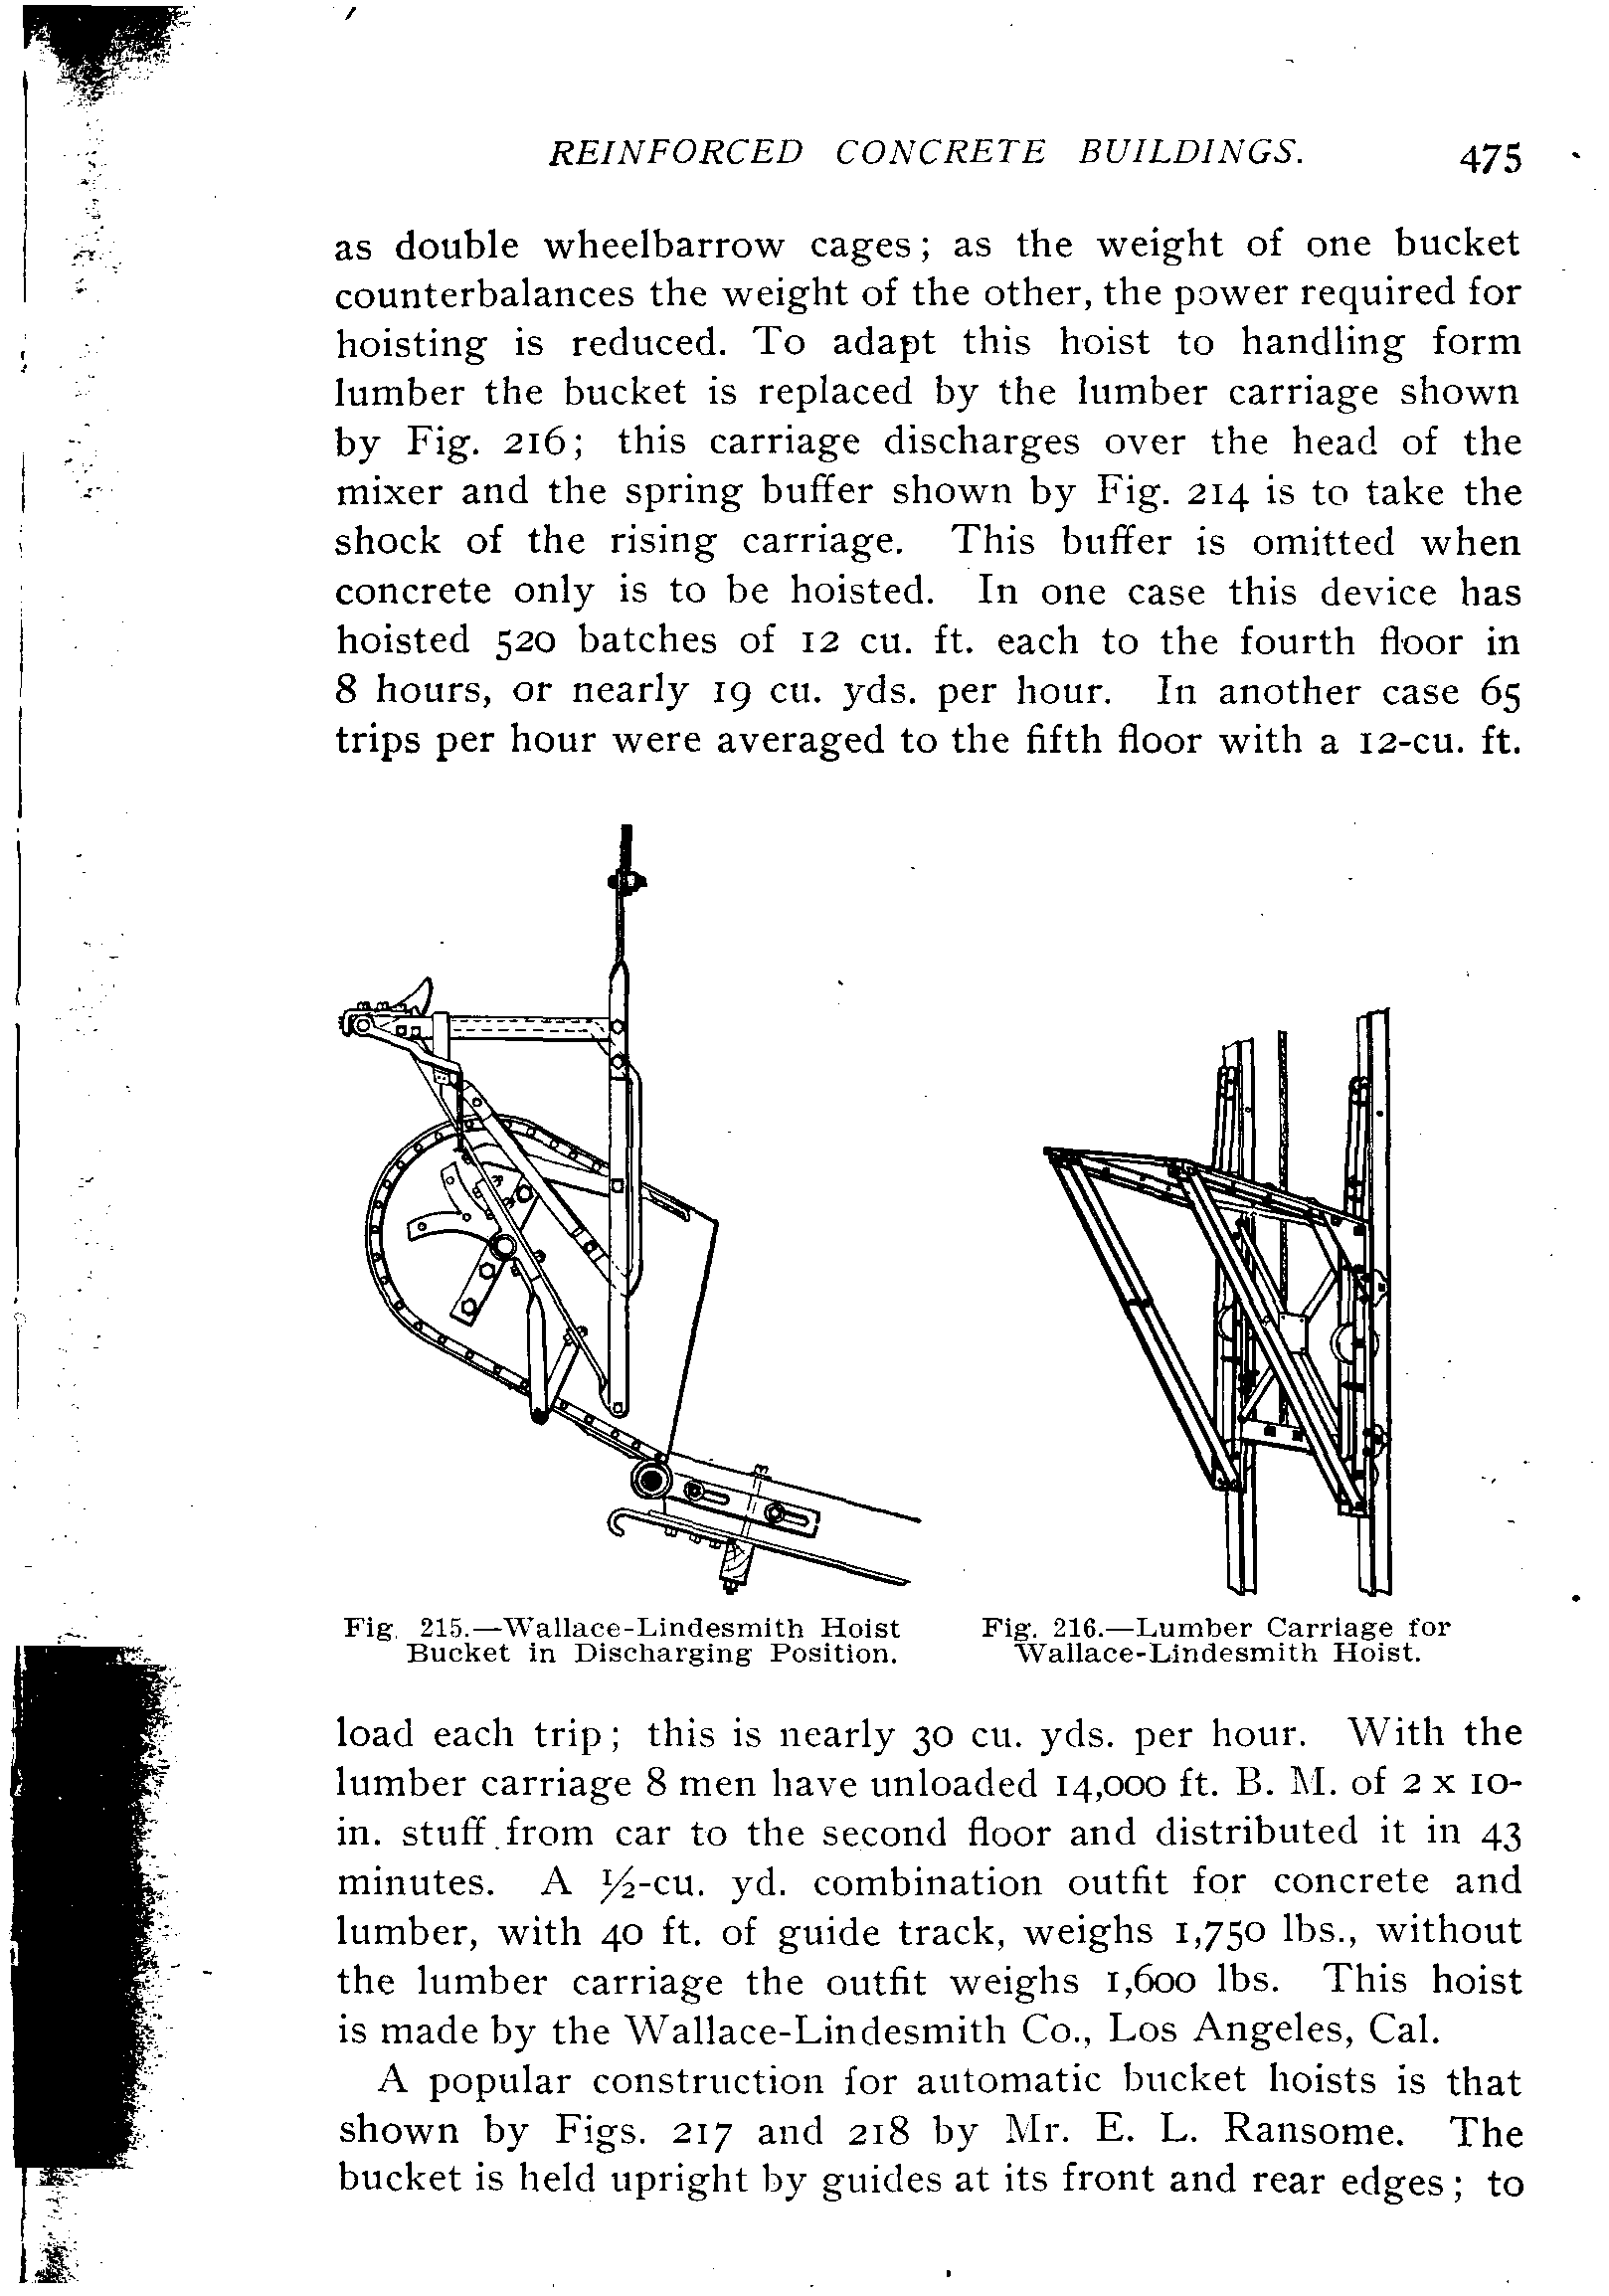 REINFORCED CONCRETE BUILDINGS. 475
as double wheelbarrow cages; as the weight of one bucket
counterbalances the weight of the other, the power required for
hoisting is reduced. To adapt this hoist to handling form
lumber the bucket is replaced by the lumber carriage shown
by Fig. 216; this carriage discharges over the head of the
mixer and the spring buffer shown by Fig. 214 is to take the
shock of the rising carriage. This buffer is omitted when
concrete only is to be hoisted. In one case this device has
hoisted 520 batches of 12 cu. ft. each to the fourth floor in
8 hours, or nearly 19 cu. yds. per hour. In another case 65
trips per hour were averaged to the fifth floor with a 12-cu. ft.
Fig. 215.—Wallace-Lindesmith Hoist
Bucket in Discharging Position.
Fig. 216.—Lumber Carriage for
Wallace-Lindesmith Hoist.
load each trip; this is nearly 30 cu. yds. per hour. With the
lumber carriage 8 men have unloaded 14,000 ft. B. M. of 2 x 10-
in. stuff from car to the second floor and distributed it in 43
minutes. A ½-cu. yd. combination outfit for concrete and
lumber, with 40 ft. of guide track, weighs 1,750 lbs., without
the lumber carriage the outfit weighs 1,600 lbs. This hoist
is made by the Wallace-Lindesmith Co., Los Angeles, Cal.
A popular construction for automatic bucket hoists is that
shown by Figs. 217 and 218 by Mr. E. L. Ransome. The
bucket is held upright by guides at its front and rear edges; to